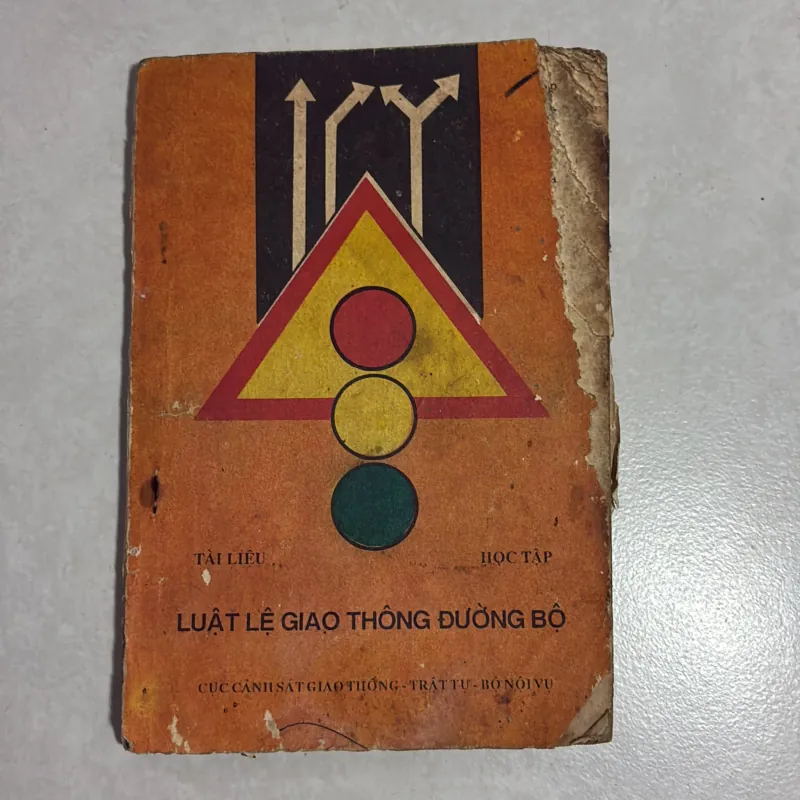 TÀI LIỆU HỌC TẬP
LUẬT LỆ GIAO THÔNG ĐƯỜNG BỘ
CỤC CẢNH SÁT GIAO THÔNG - TRẬT TỰ - BỘ NỘI VỤ